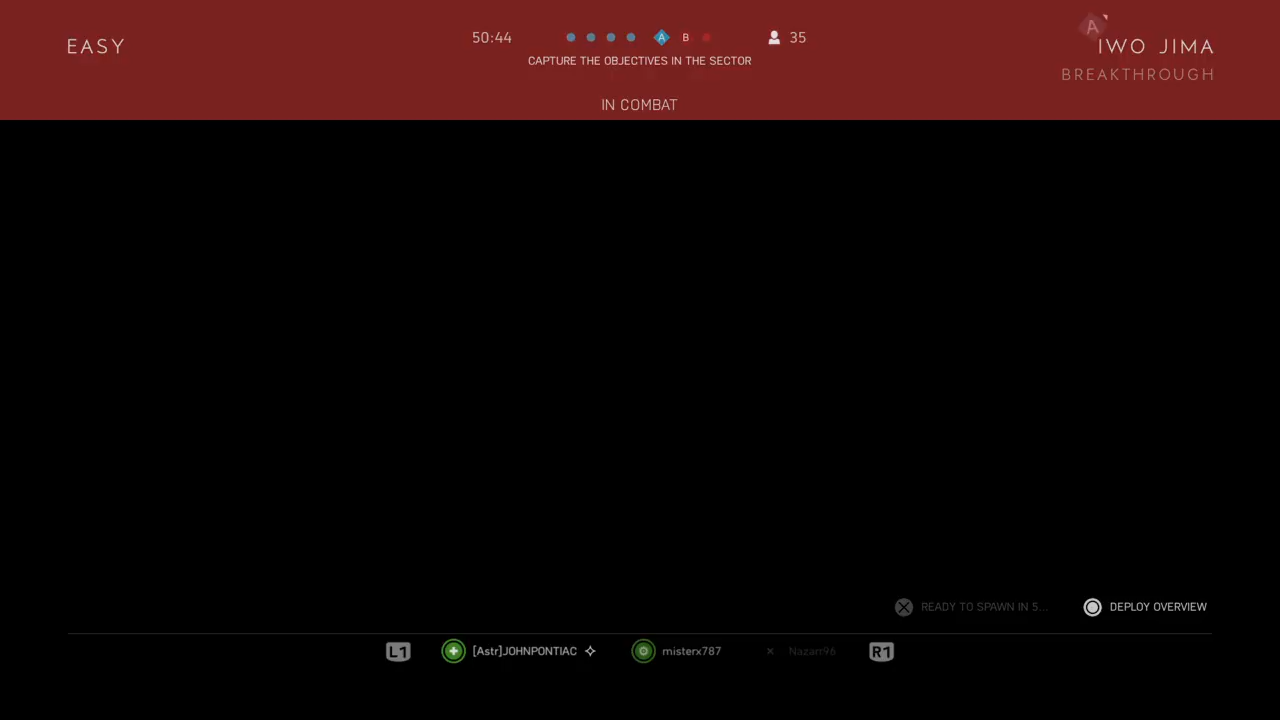 EASY
50:44
A B
35
A
IWO JIMA
BREAKTHROUGH
CAPTURE THE OBJECTIVES IN THE SECTOR
IN COMBAT
READY TO SPAWN IN 5...
DEPLOY OVERVIEW
L1 [Astr]JOHNPONTIAC misterx787 Nazarr96 R1